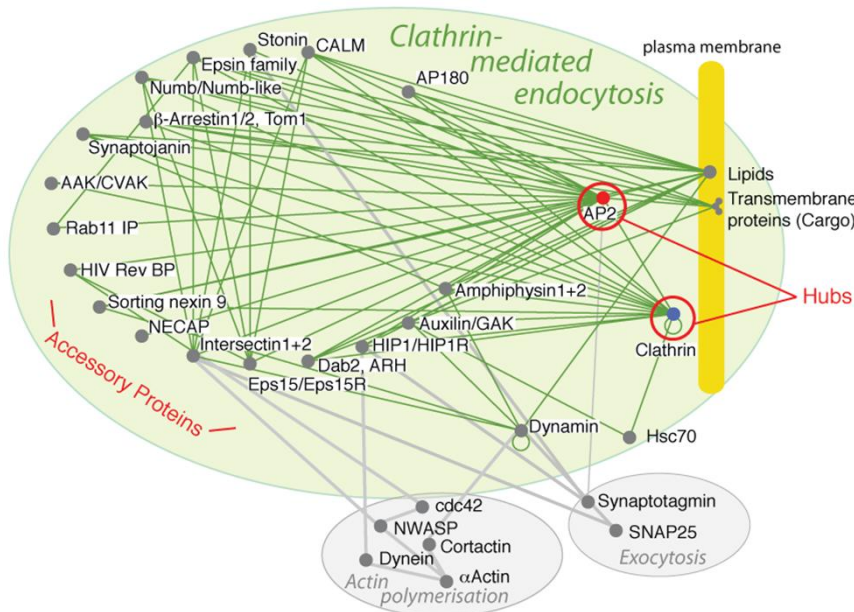 Stonin
CALM
Clathrin-
mediated
endocytosis
plasma membrane
Epsin family
Numb/Numb-like
AP180
β-Arrestin1/2, Tom1
Synaptojanin
Lipids
AAK/CVAK
Transmembrane
proteins (Cargo)
AP2
Rab11 IP
HIV Rev BP
Amphiphysin1+2
Hubs
Sorting nexin 9
NECAP
Auxilin/GAK
Intersectin1+2
HIP1/HIP1R
Clathrin
Dab2, ARH
Eps15/Eps15R
Accessory Proteins
Dynamin
Hsc70
cdc42
Synaptotagmin
NWASP
SNAP25
Cortactin
Dynein
Exocytosis
αActin
Actin
polymerisation